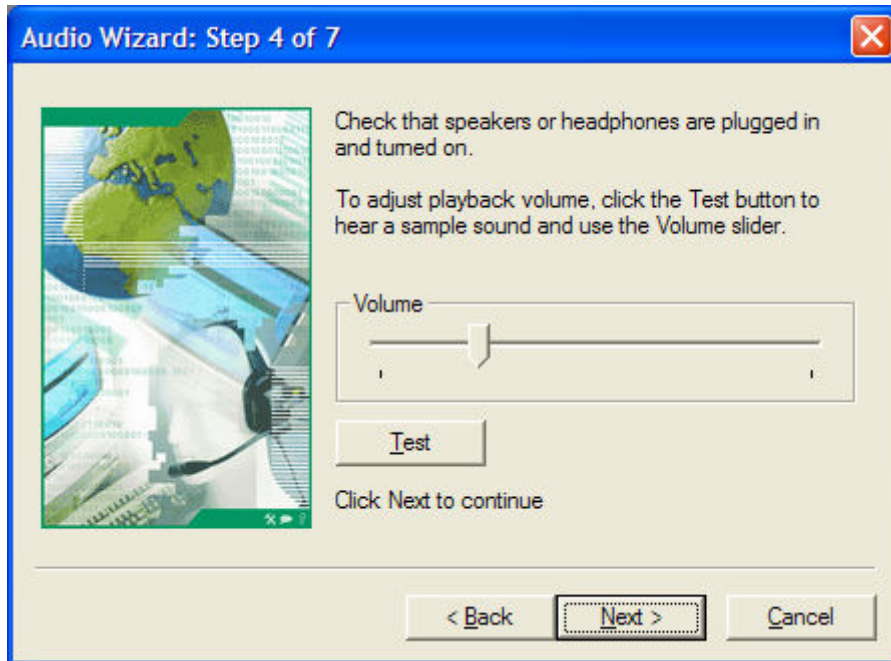 Audio Wizard: Step 4 of 7
Check that speakers or headphones are plugged in
and turned on.
To adjust playback volume, click the Test button to
hear a sample sound and use the Volume slider.
Volume
Test
Click Next to continue
< Back
Next >
Cancel